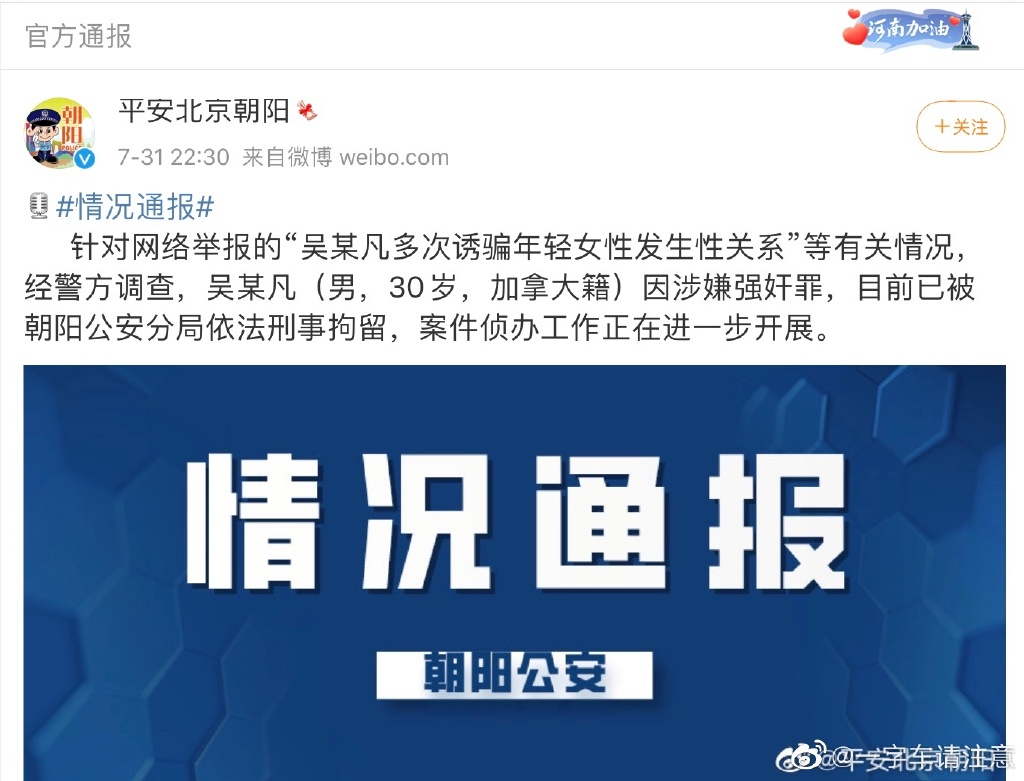 官方通报
河南加油
朝阳
平安北京朝阳
7-31 22:30 来自微博 weibo.com
+关注
#情况通报#
针对网络举报的“吴某凡多次诱骗年轻女性发生性关系”等有关情况，
经警方调查，吴某凡（男，30岁，加拿大籍）因涉嫌强奸罪，目前已被
朝阳公安分局依法刑事拘留，案件侦办工作正在进一步开展。
情况通报
朝阳公安